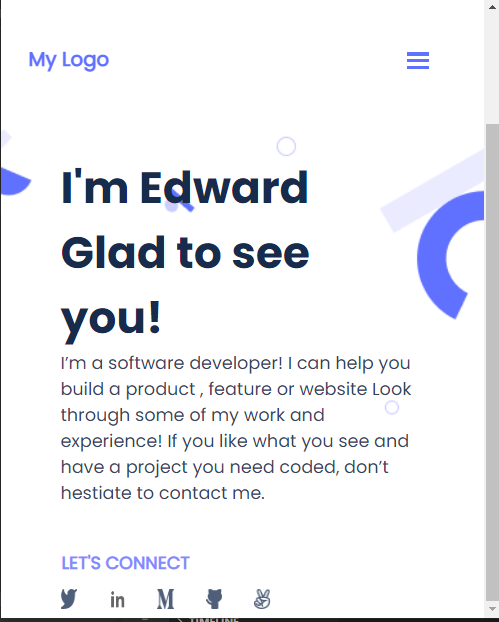 My Logo
I'm Edward
Glad to see
you!
I’m a software developer! I can help you
build a product , feature or website Look
through some of my work and
experience! If you like what you see and
have a project you need coded, don’t
hestiate to contact me.
LET'S CONNECT
TIMELINE